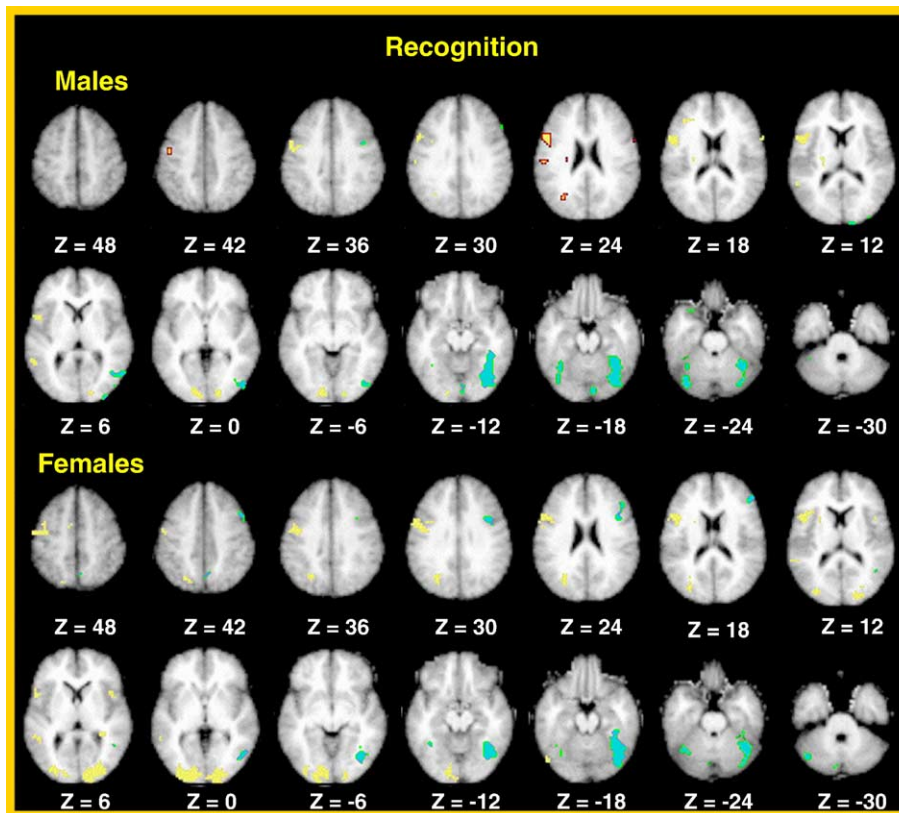 Recognition
Males
Z = 48 Z = 42 Z = 36 Z = 30 Z = 24 Z = 18 Z = 12
Z = 6 Z = 0 Z = -6 Z = -12 Z = -18 Z = -24 Z = -30
Females
Z = 48 Z = 42 Z = 36 Z = 30 Z = 24 Z = 18 Z = 12
Z = 6 Z = 0 Z = -6 Z = -12 Z = -18 Z = -24 Z = -30